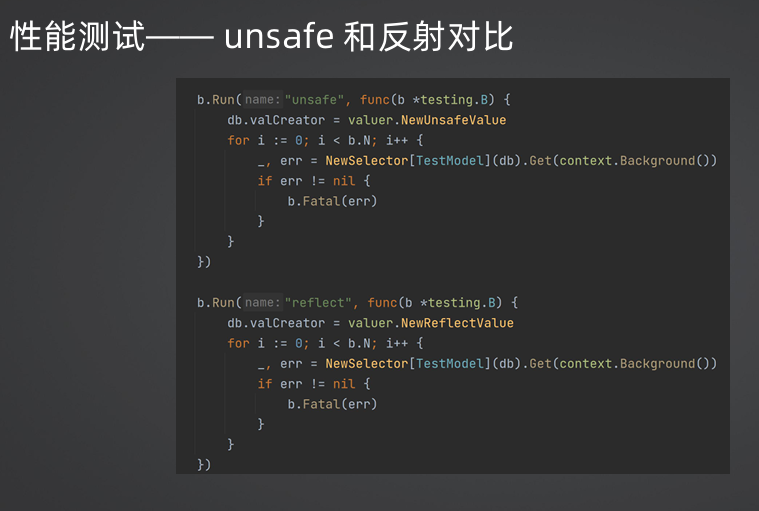 性能测试—— unsafe 和反射对比
b.Run( name: "unsafe", func(b *testing.B) {
db.valCreator = valuer.NewUnsafeValue
for i := 0; i < b.N; i++ {
_, err = NewSelector[TestModel](db).Get(context.Background())
if err != nil {
b.Fatal(err)
}
}
})
b.Run( name: "reflect", func(b *testing.B) {
db.valCreator = valuer.NewReflectValue
for i := 0; i < b.N; i++ {
_, err = NewSelector[TestModel](db).Get(context.Background())
if err != nil {
b.Fatal(err)
}
}
})